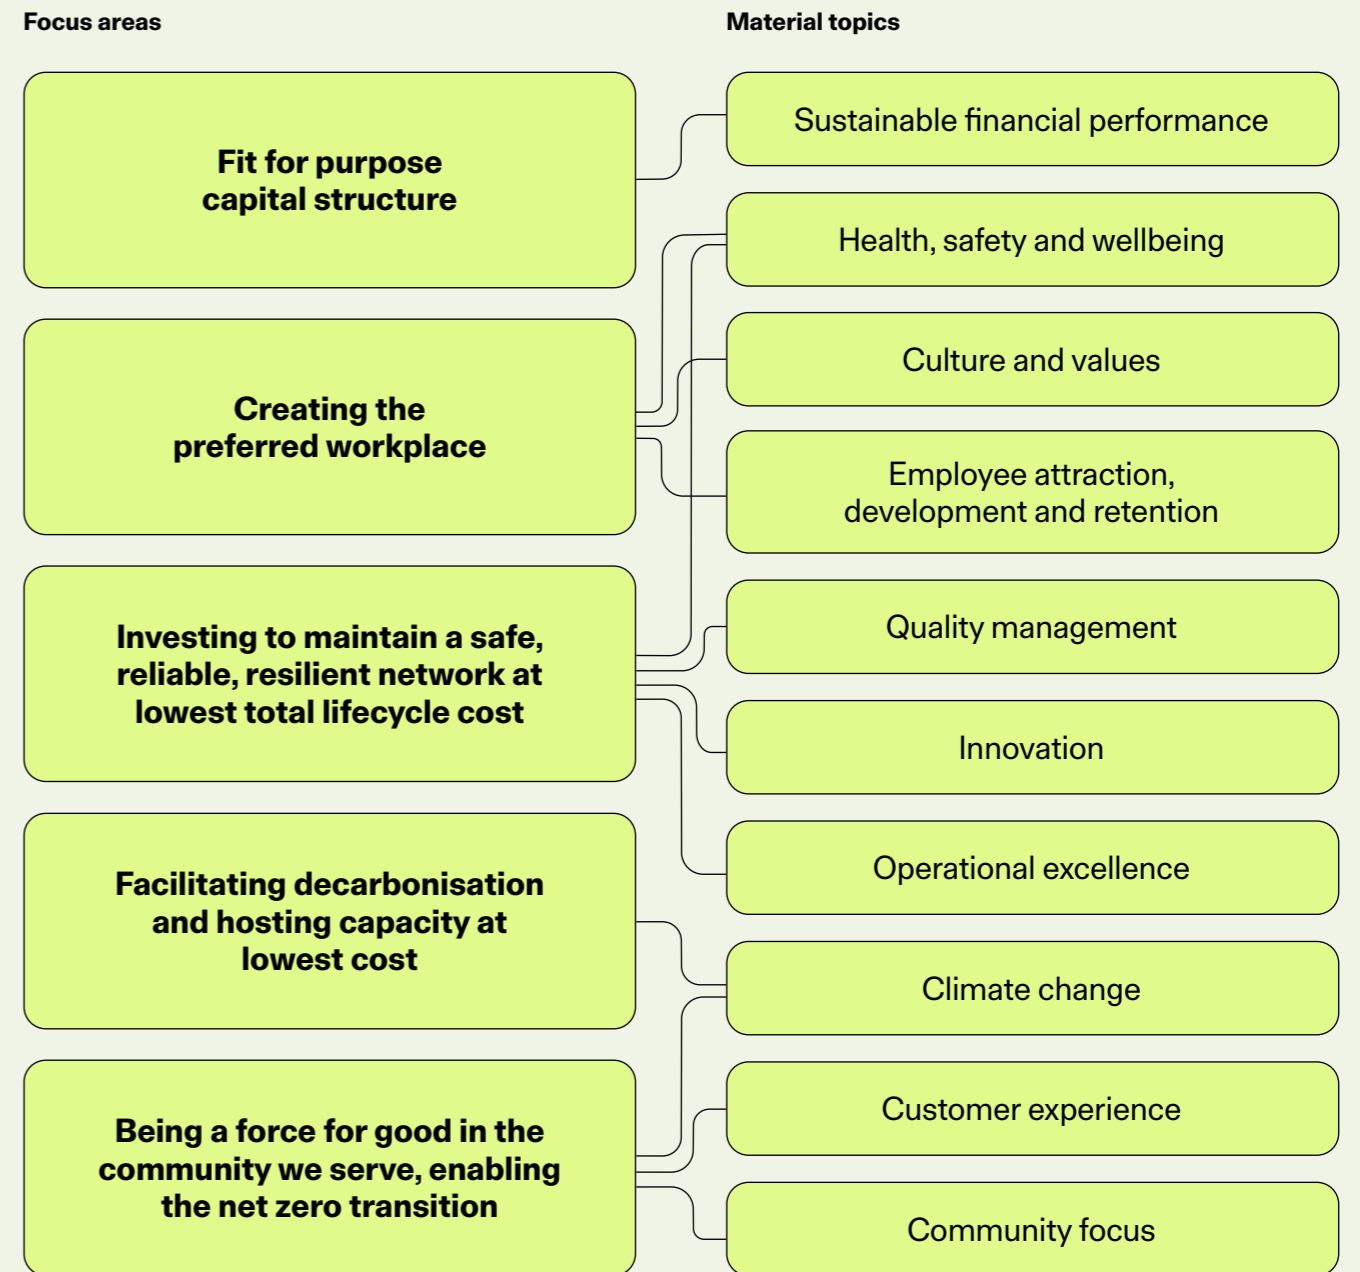 Focus areas
Material topics
Fit for purpose
capital structure
Creating the
preferred workplace
Investing to maintain a safe,
reliable, resilient network at
lowest total lifecycle cost
Facilitating decarbonisation
and hosting capacity at
lowest cost
Being a force for good in the
community we serve, enabling
the net zero transition
Sustainable financial performance
Health, safety and wellbeing
Culture and values
Employee attraction,
development and retention
Quality management
Innovation
Operational excellence
Climate change
Customer experience
Community focus